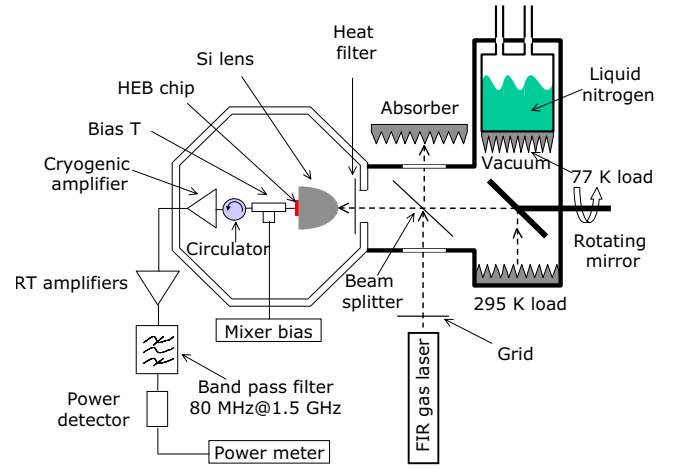 Heat
filter
Si lens
HEB chip
Bias T
Cryogenic
amplifier
Circulator
Absorber
Liquid
nitrogen
Vacuum
77 K load
Rotating
mirror
295 K load
Beam
splitter
RT amplifiers
Mixer bias
Grid
FIR gas laser
Band pass filter
80 MHz@1.5 GHz
Power
detector
Power meter